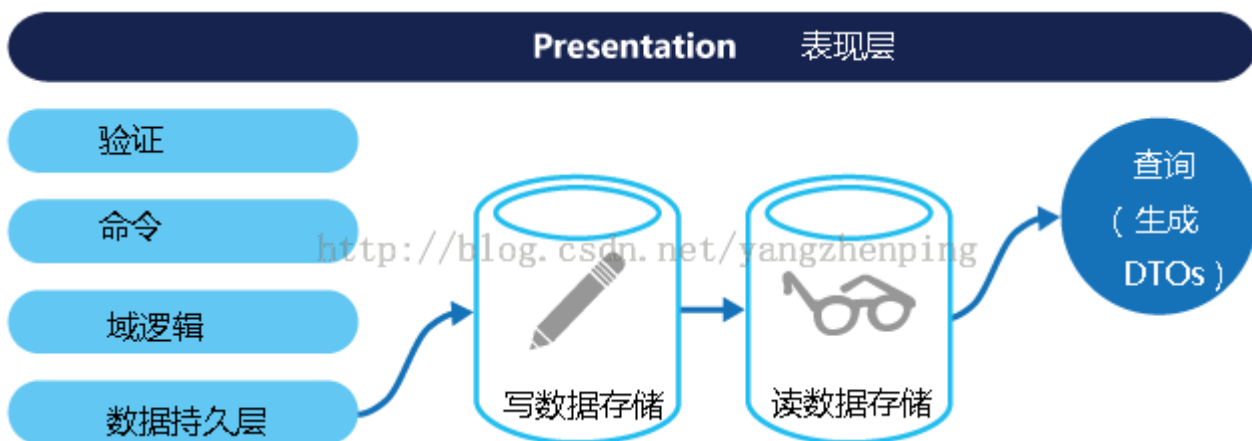 Presentation 表现层
验证
命令
域逻辑
数据持久层
http://blog.csdn.net/yangzhenping
写数据存储
读数据存储
查询
(生成
DTOs)